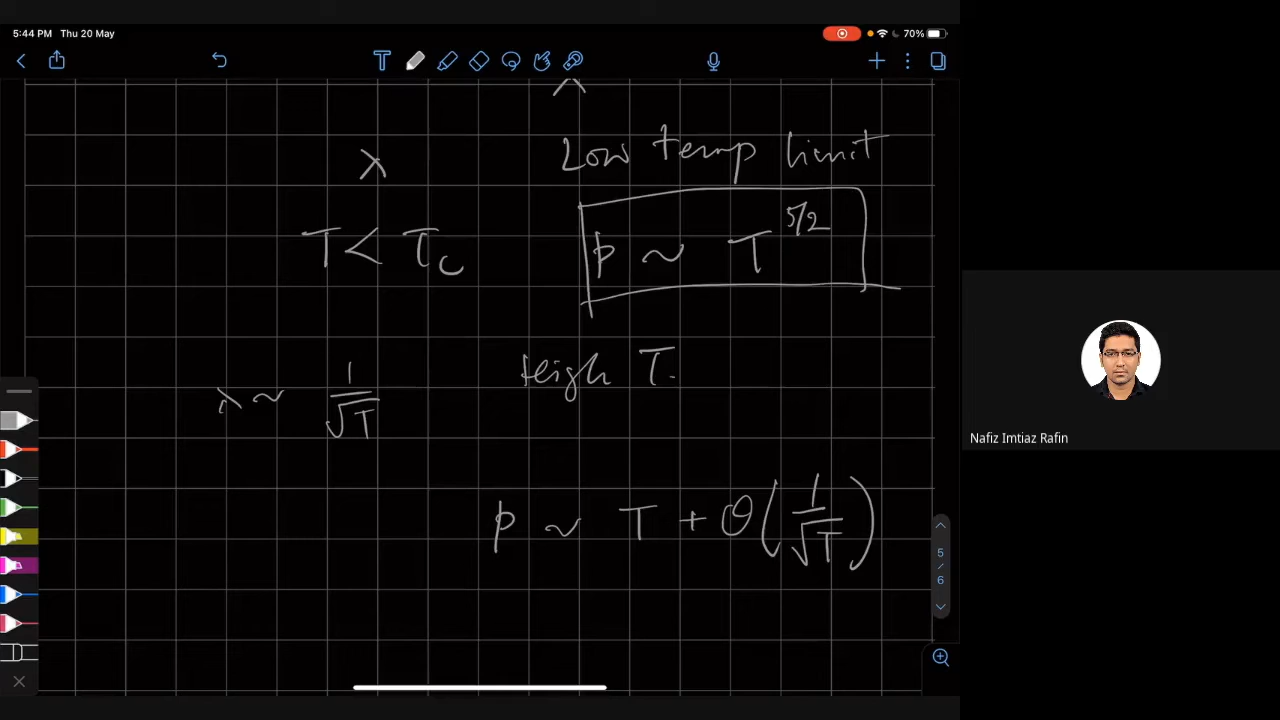 5:44 PM Thu 20 May
70%
λ
Low temp limit
λ
T < T_c
p ~ T^{5/2}
High T.
λ ~ 1/√T
p ~ T + O(1/√T)
5/6
Nafiz Imtiaz Rafin